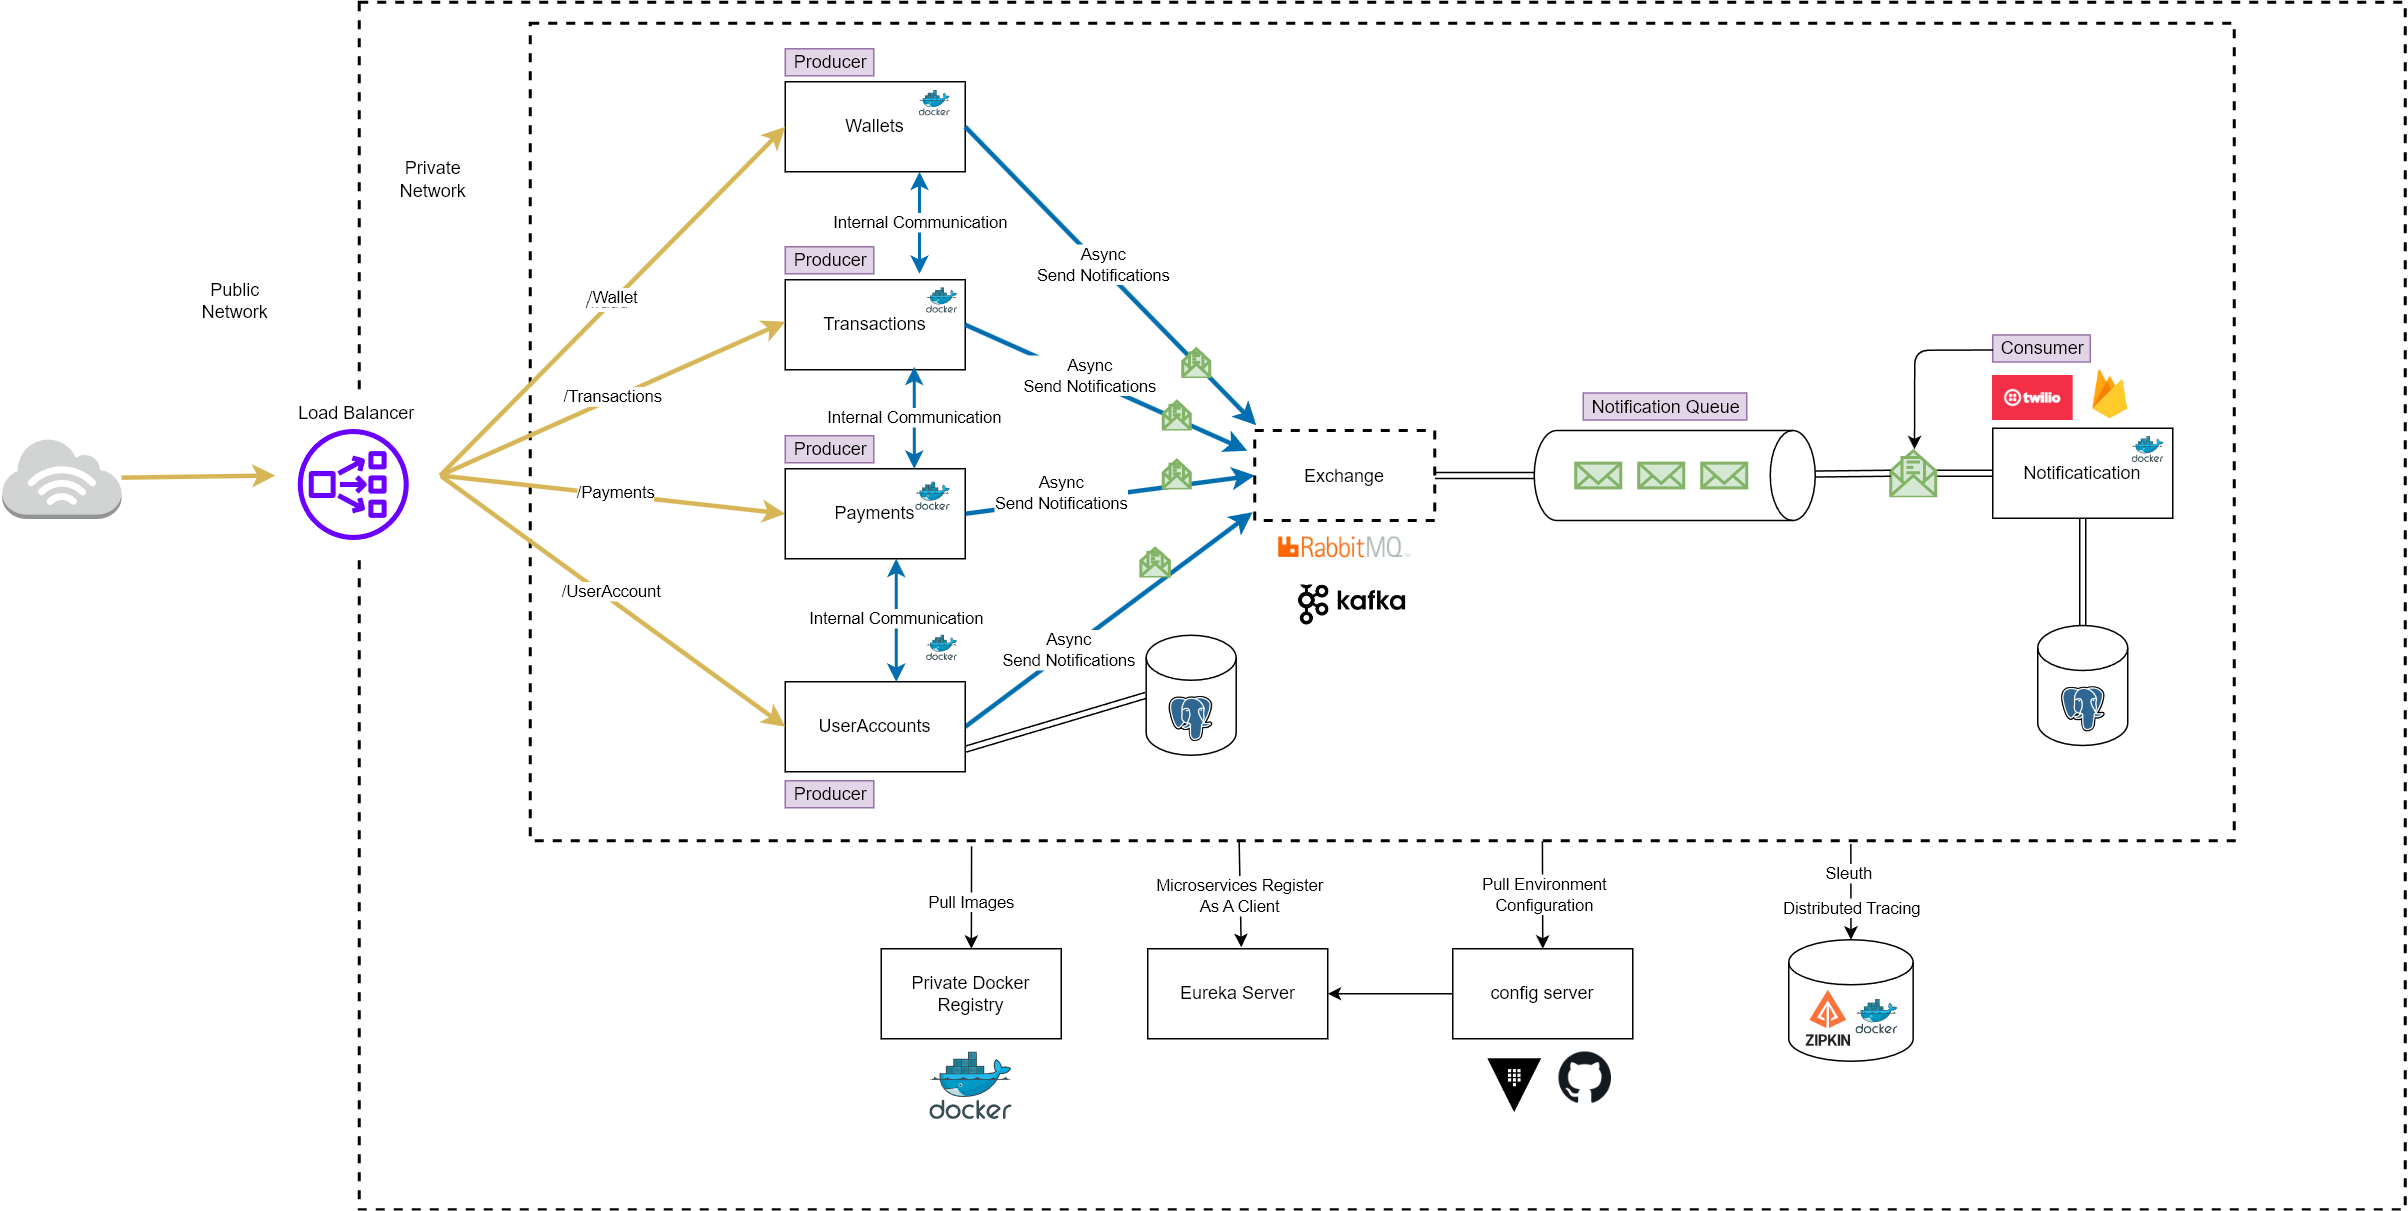 Producer
docker
Wallets
Private
Network
Internal Communication
Async
Send Notifications
Producer
Public
Network
/Wallet
docker
Transactions
Consumer
Async
Send Notifications
twilio
/Transactions
Load Balancer
Internal Communication
Notification Queue
Producer
docker
Notificatication
Exchange
/Payments
docker
Payments
Async
Send Notifications
RabbitMQ
/UserAccount
kafka
Internal Communication
docker
Async
Send Notifications
UserAccounts
Producer
Pull Images
Microservices Register
As A Client
Pull Environment
Configuration
Sleuth
Distributed Tracing
Private Docker
Registry
Eureka Server
config server
ZIPKIN
docker
docker